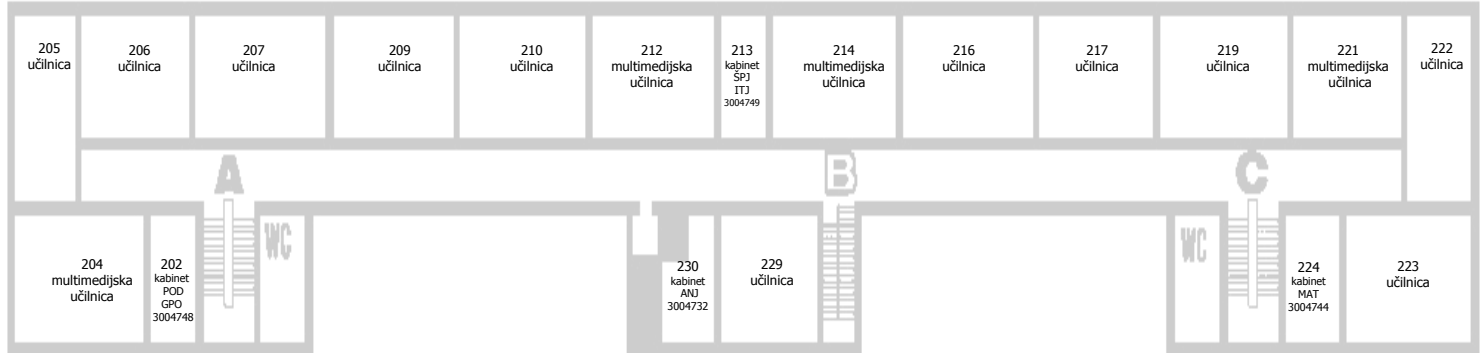 205
učilnica
206
učilnica
207
učilnica
209
učilnica
210
učilnica
212
multimedijska
učilnica
213
kabinet
ŠPJ
ITJ
3004749
214
multimedijska
učilnica
216
učilnica
217
učilnica
219
učilnica
221
multimedijska
učilnica
222
učilnica
A
B
C
204
multimedijska
učilnica
202
kabinet
POD
GPO
3004748
WC
230
kabinet
ANJ
3004732
229
učilnica
WC
224
kabinet
MAT
3004744
223
učilnica